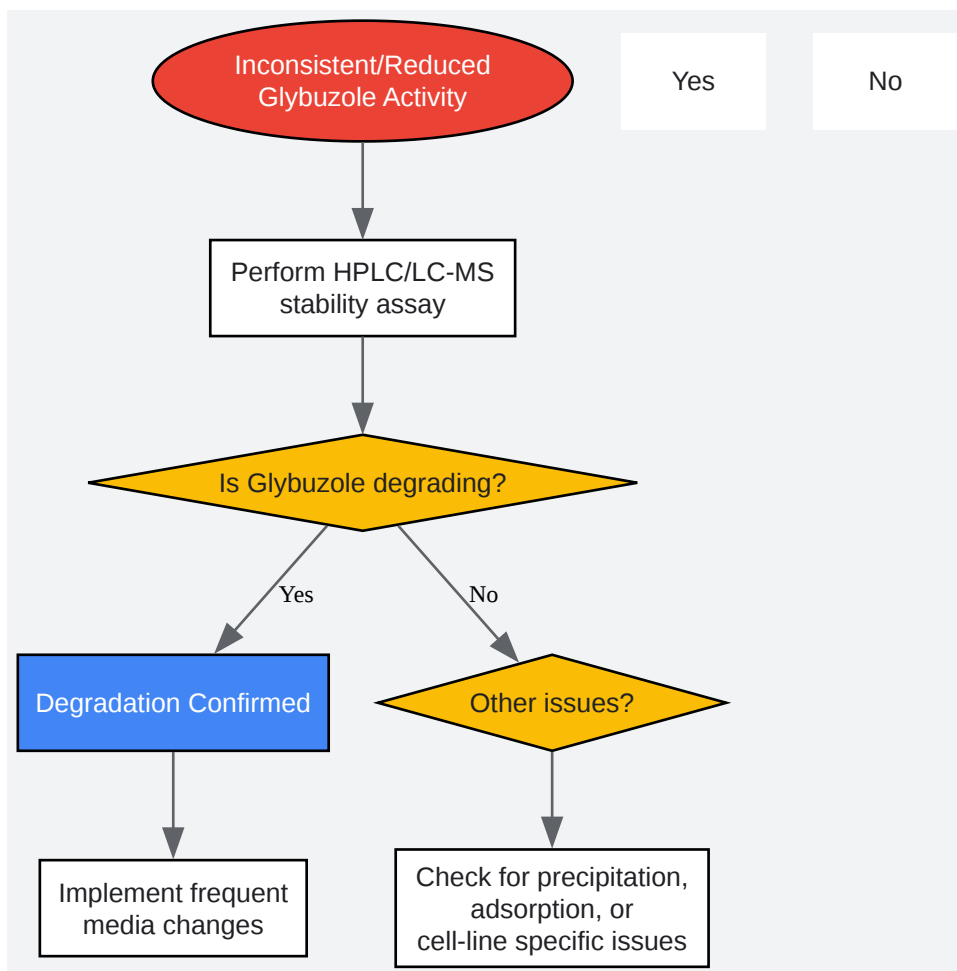 Inconsistent/Reduced
Glybuzole Activity
Yes
No
Perform HPLC/LC-MS
stability assay
Is Glybuzole degrading?
Yes
No
Degradation Confirmed
Other issues?
Implement frequent
media changes
Check for precipitation,
adsorption, or
cell-line specific issues